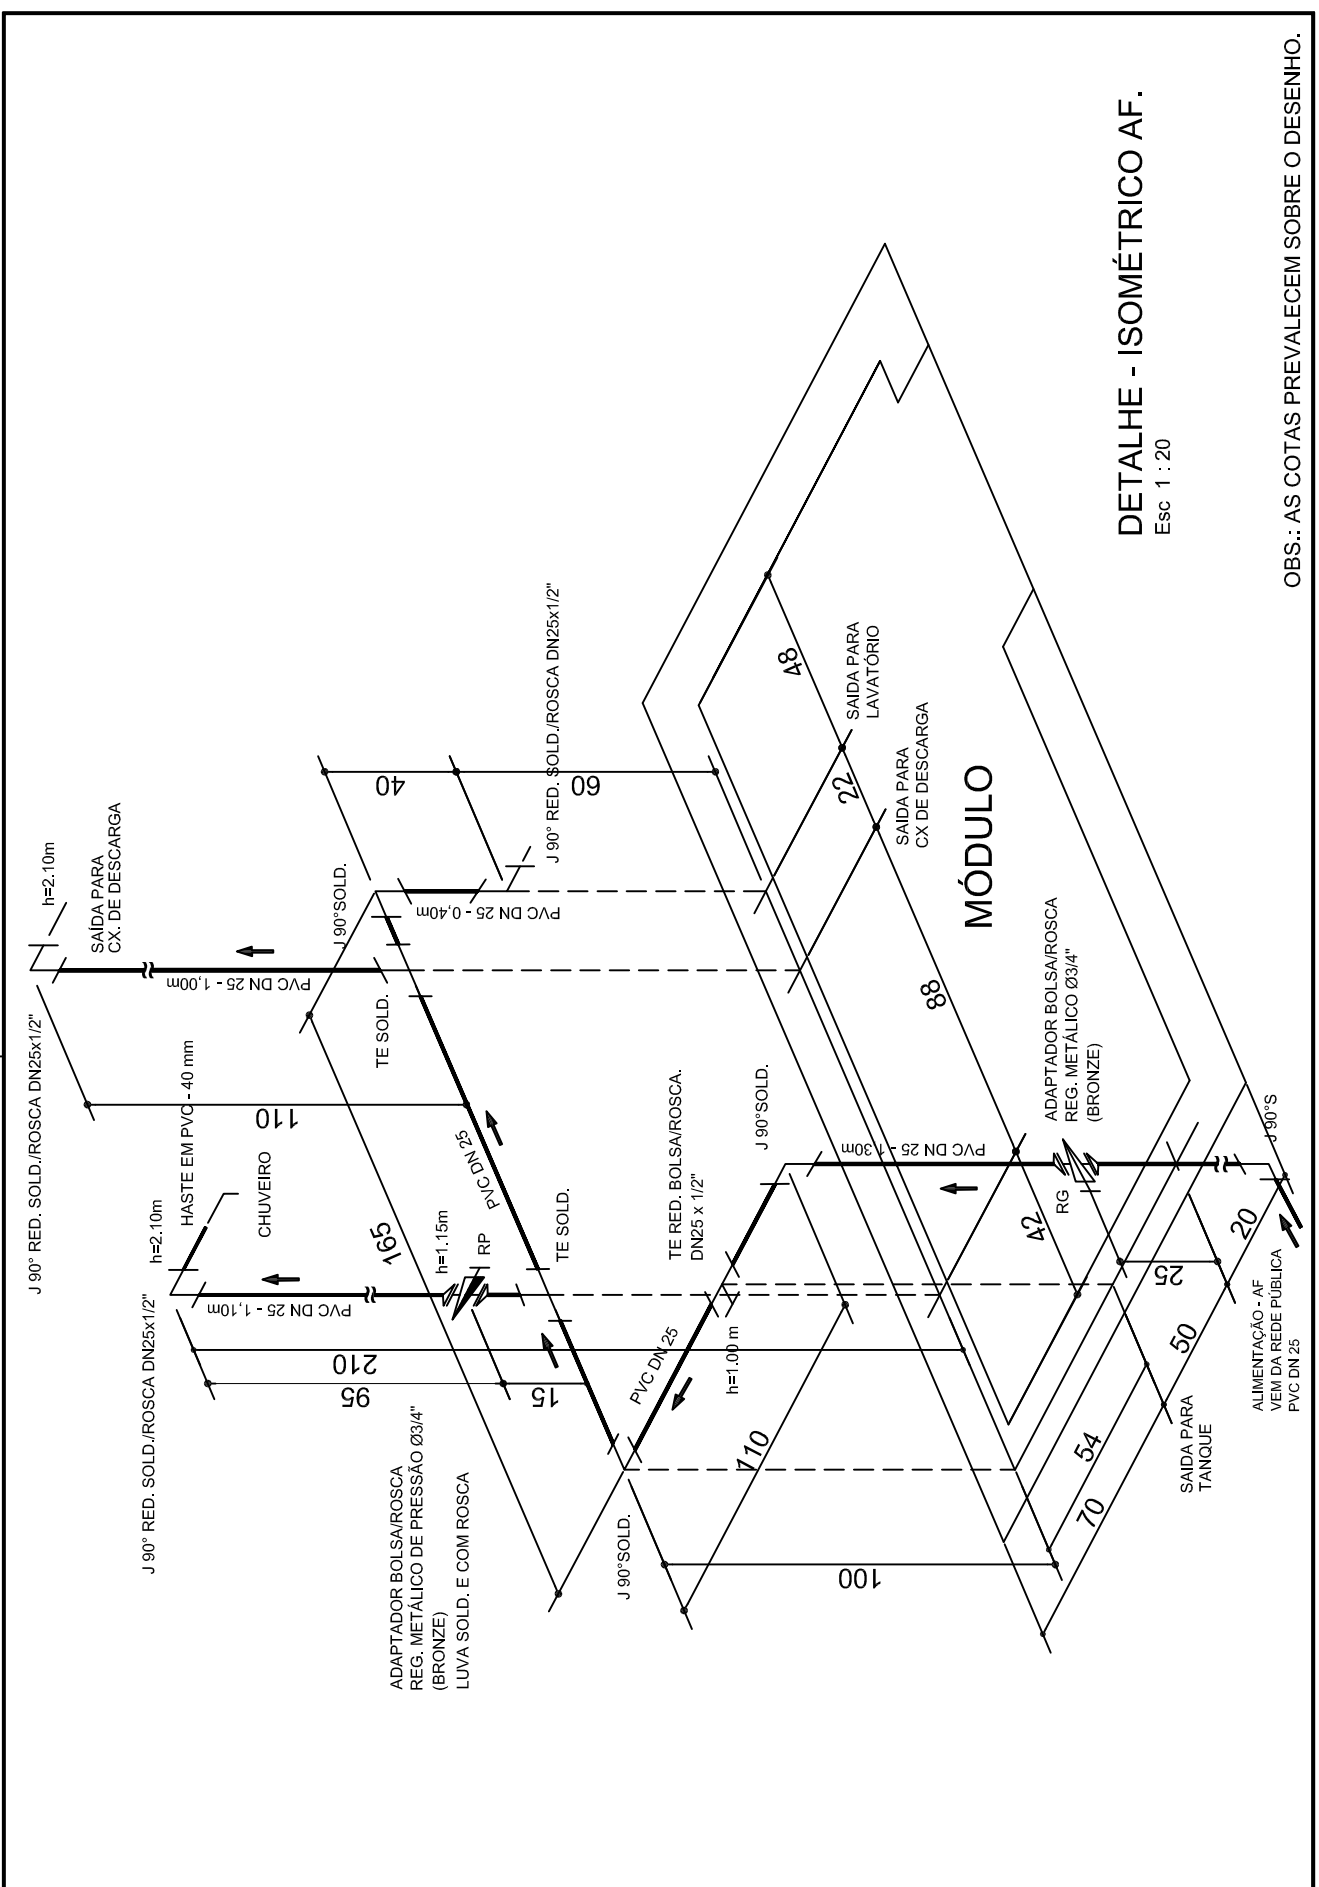 h=2.10m
SAÍDA PARA
CX. DE DESCARGA
J 90° RED. SOLD./ROSCA DN25x1/2"
PVC DN 25 - 1,00m
J 90°SOLD.
TE SOLD.
110
40
60
PVC DN 25 - 0,40m
J 90° RED. SOLD./ROSCA DN25x1/2"
h=2.10m
HASTE EM PVC - 40 mm
CHUVEIRO
J 90° RED. SOLD./ROSCA DN25x1/2"
PVC DN 25 - 1,10m
165
h=1.15m
RP
PVC DN 25
TE SOLD.
210
95
15
ADAPTADOR BOLSA/ROSCA
REG. METÁLICO DE PRESSÃO Ø3/4"
(BRONZE)
LUVA SOLD. E COM ROSCA
J 90°SOLD.
PVC DN 25
TE RED. BOLSA/ROSCA.
DN25 x 1/2"
h=1.00 m
J 90°SOLD.
110
100
PVC DN 25 - 1,30m
48
SAIDA PARA
LAVATÓRIO
22
SAIDA PARA
CX DE DESCARGA
MÓDULO
88
ADAPTADOR BOLSA/ROSCA
REG. METÁLICO Ø3/4"
(BRONZE)
RG
42
25
20
50
54
70
J 90°S
SAIDA PARA
TANQUE
ALIMENTAÇÃO - AF
VEM DA REDE PÚBLICA
PVC DN 25
DETALHE - ISOMÉTRICO AF.
Esc 1 : 20
OBS.: AS COTAS PREVALECEM SOBRE O DESENHO.